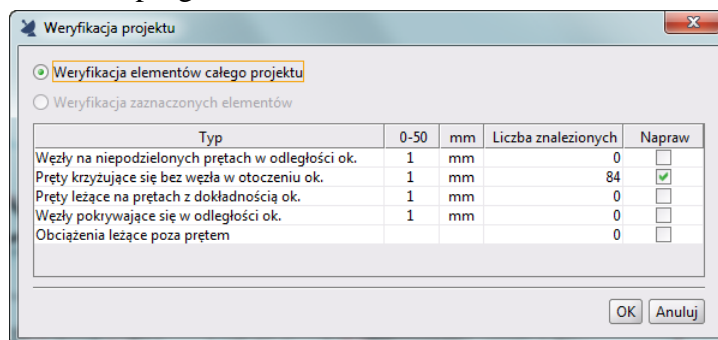 Weryfikacja projektu
Weryfikacja elementów całego projektu
Weryfikacja zaznaczonych elementów
Typ 0-50 mm Liczba znalezionych Napraw
Węzły na niepodzielonych prętach w odległości ok. 1 mm 0
Pręty krzyżujące się bez węzła w otoczeniu ok. 1 mm 84
Pręty leżące na prętach z dokładnością ok. 1 mm 0
Węzły pokrywające się w odległości ok. 1 mm 0
Obciążenia leżące poza prętem 0
OK Anuluj